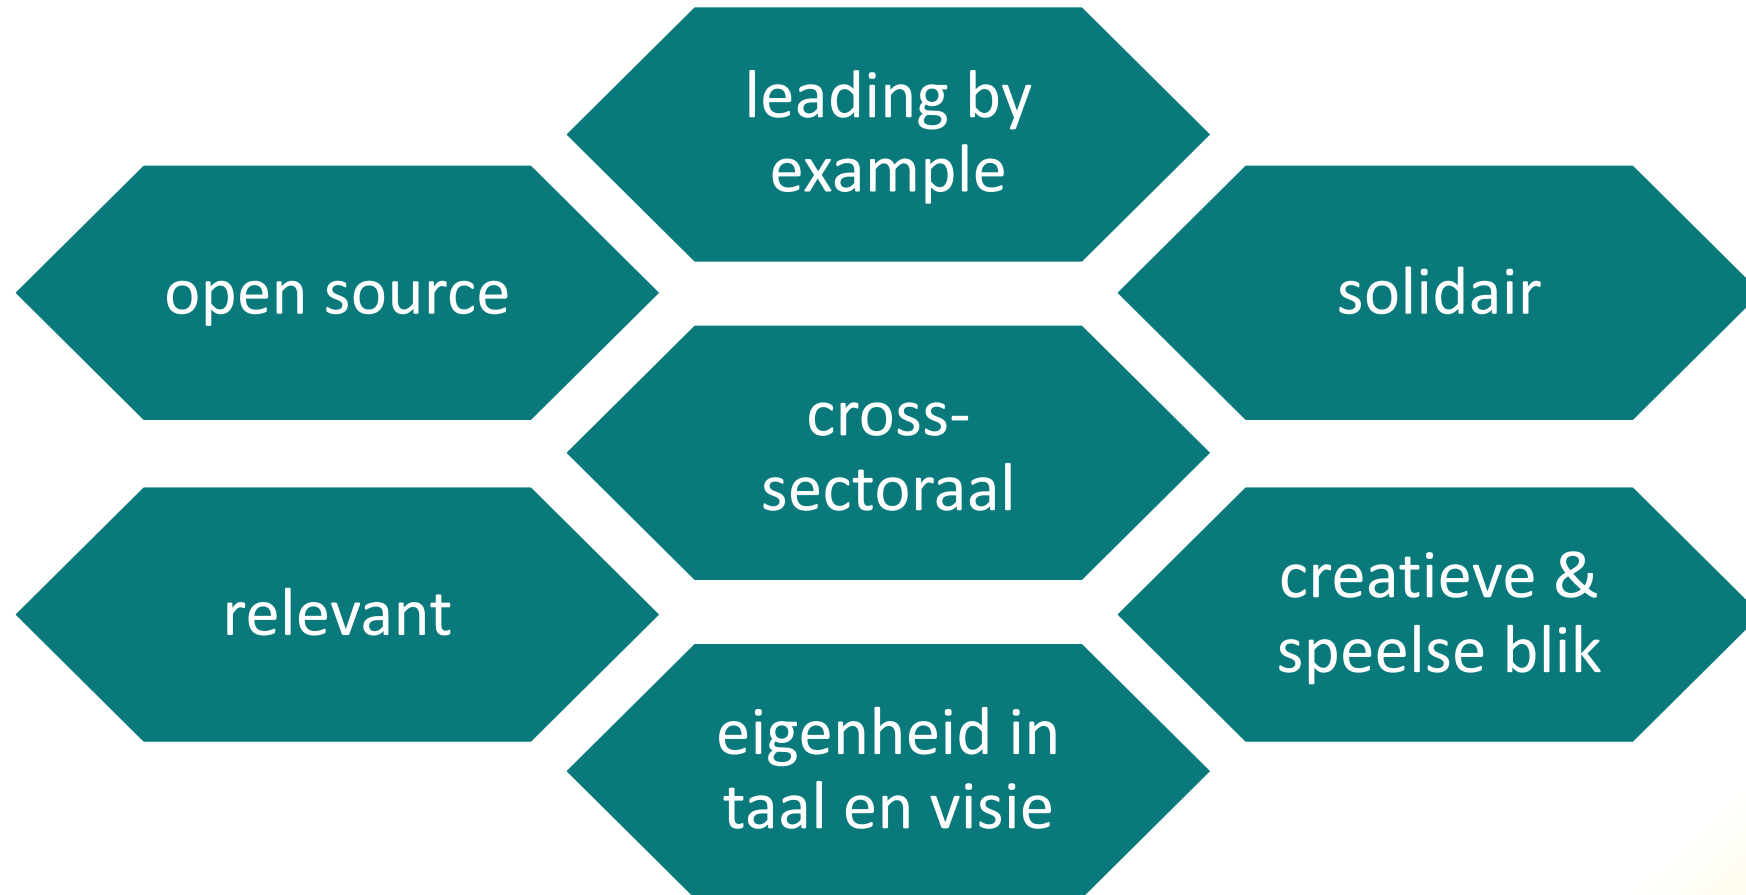 leading by
example
open source
solidair
cross-
sectoraal
relevant
creatieve &
speelse blik
eigenheid in
taal en visie